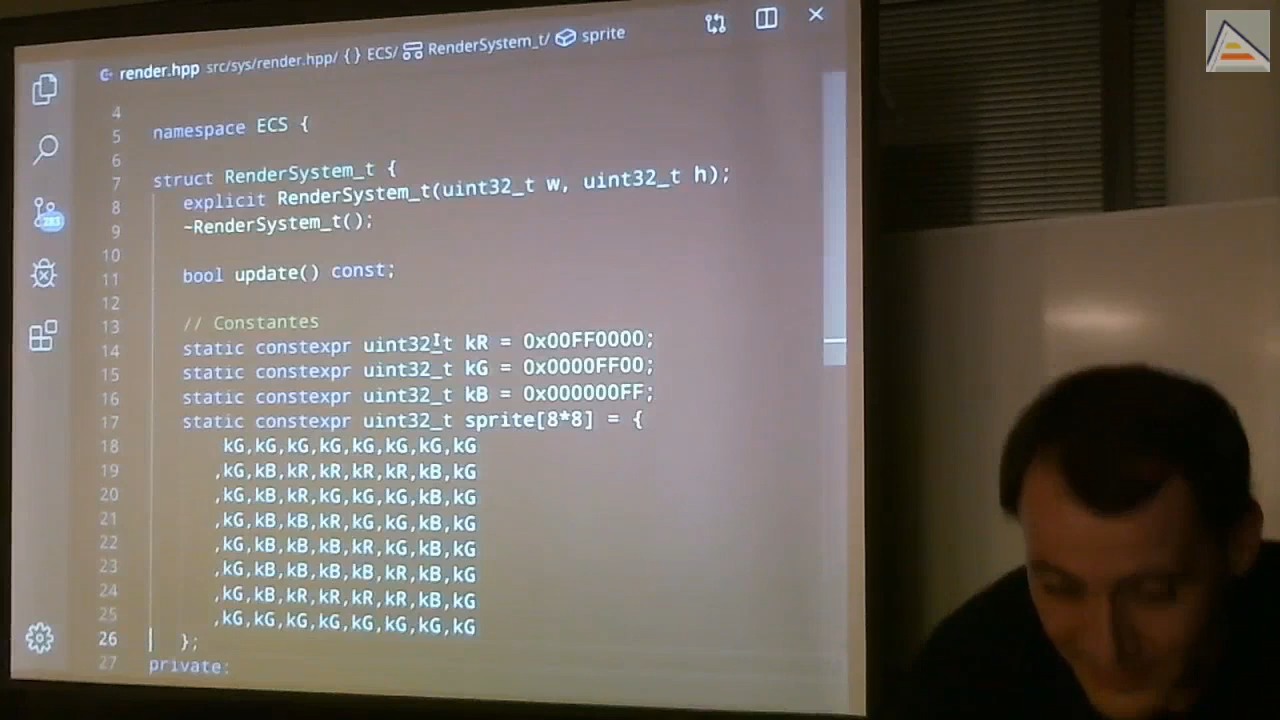 render.hpp src/sys/render.hpp/ {} ECS/ RenderSystem_t/ sprite
4
5 namespace ECS {
6
7 struct RenderSystem_t {
8 explicit RenderSystem_t(uint32_t w, uint32_t h);
9 ~RenderSystem_t();
10
11 bool update() const;
12
13 // Constantes
14 static constexpr uint32_t kR = 0x00FF0000;
15 static constexpr uint32_t kG = 0x0000FF00;
16 static constexpr uint32_t kB = 0x000000FF;
17 static constexpr uint32_t sprite[8*8] = {
18 kG,kG,kG,kG,kG,kG,kG,kG
19 ,kG,kB,kR,kR,kR,kR,kB,kG
20 ,kG,kB,kR,kG,kG,kG,kB,kG
21 ,kG,kB,kB,kR,kG,kG,kB,kG
22 ,kG,kB,kB,kB,kR,kG,kB,kG
23 ,kG,kB,kB,kB,kB,kR,kB,kG
24 ,kG,kB,kR,kR,kR,kR,kB,kG
25 ,kG,kG,kG,kG,kG,kG,kG,kG
26 };
27 private:
283